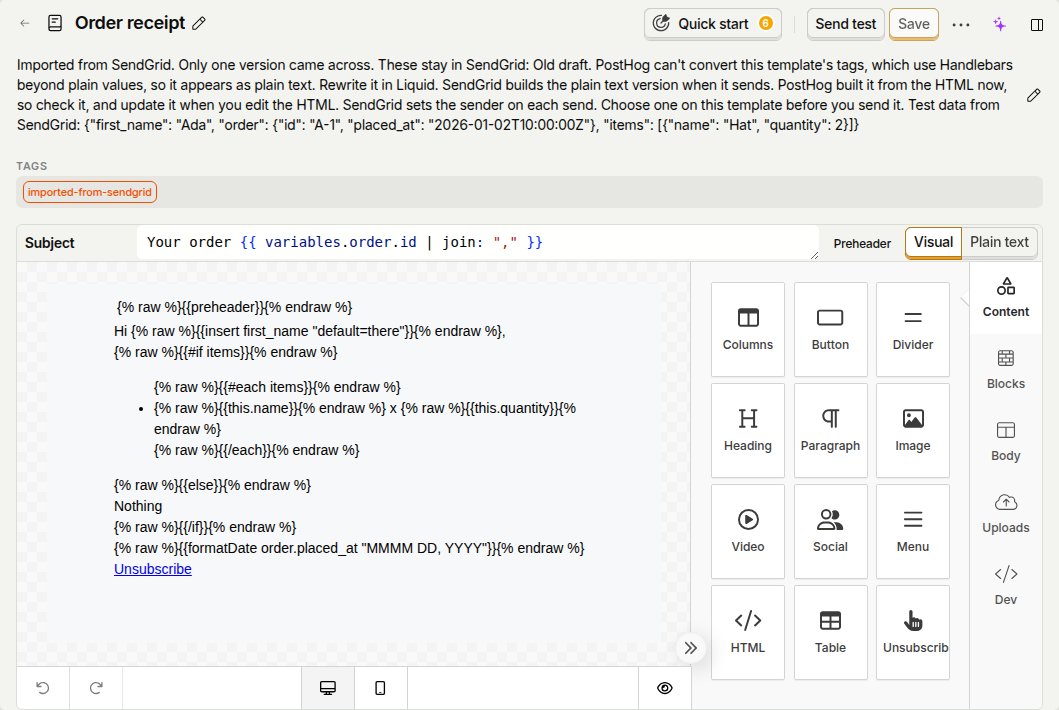 Order receipt
Quick start 6
Send test
Save
Imported from SendGrid. Only one version came across. These stay in SendGrid: Old draft. PostHog can't convert this template's tags, which use Handlebars
beyond plain values, so it appears as plain text. Rewrite it in Liquid. SendGrid builds the plain text version when it sends. PostHog built it from the HTML now,
so check it, and update it when you edit the HTML. SendGrid sets the sender on each send. Choose one on this template before you send it. Test data from
SendGrid: {"first_name": "Ada", "order": {"id": "A-1", "placed_at": "2026-01-02T10:00:00Z"}, "items": [{"name": "Hat", "quantity": 2}]}
TAGS
imported-from-sendgrid
Subject
Your order {{ variables.order.id | join: "," }}
Preheader
Visual
Plain text
{% raw %}{{preheader}}{% endraw %}
Hi {% raw %}{{insert first_name "default=there"}}{% endraw %},
{% raw %}{{#if items}}{% endraw %}
{% raw %}{{#each items}}{% endraw %}
• {% raw %}{{this.name}}{% endraw %} x {% raw %}{{this.quantity}}{%
endraw %}
{% raw %}{{/each}}{% endraw %}
{% raw %}{{else}}{% endraw %}
Nothing
{% raw %}{{/if}}{% endraw %}
{% raw %}{{formatDate order.placed_at "MMMM DD, YYYY"}}{% endraw %}
Unsubscribe
Columns
Button
Divider
Heading
Paragraph
Image
Video
Social
Menu
HTML
Table
Unsubscrib
Content
Blocks
Body
Uploads
Dev